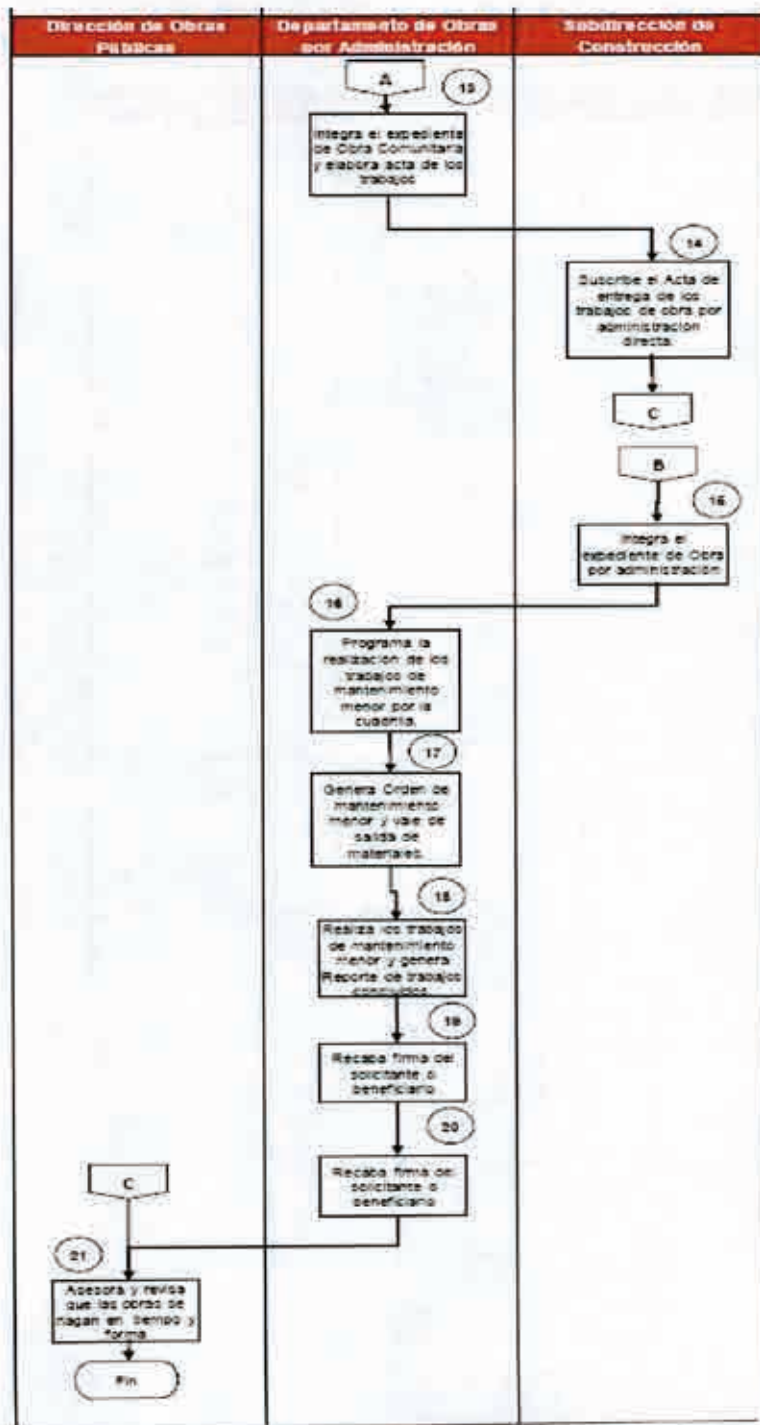 Dirección de Obras
Públicas
Departamento de Obras
por Administración
Subdirección de
Construcción
A
13
Integra el expediente
de Obra Comunitaria
y elabora acta de los
trabajos
14
Suscribe el Acta de
entrega de los
trabajos de obra por
administración
directa.
C
B
15
Integra el
expediente de Obra
por administración
16
Programa la
realización de los
trabajos de
mantenimiento
menor por la
cuadrilla.
17
Genera Orden de
mantenimiento
menor y vale de
salida de
materiales.
18
Realiza los trabajos
de mantenimiento
menor y genera
Reporte de trabajos
concluidos
19
Recaba firma del
solicitante o
beneficiario
20
Recaba firma del
solicitante o
beneficiario
C
21
Asesora y revisa
que las obras se
hagan en tiempo y
forma
Fin